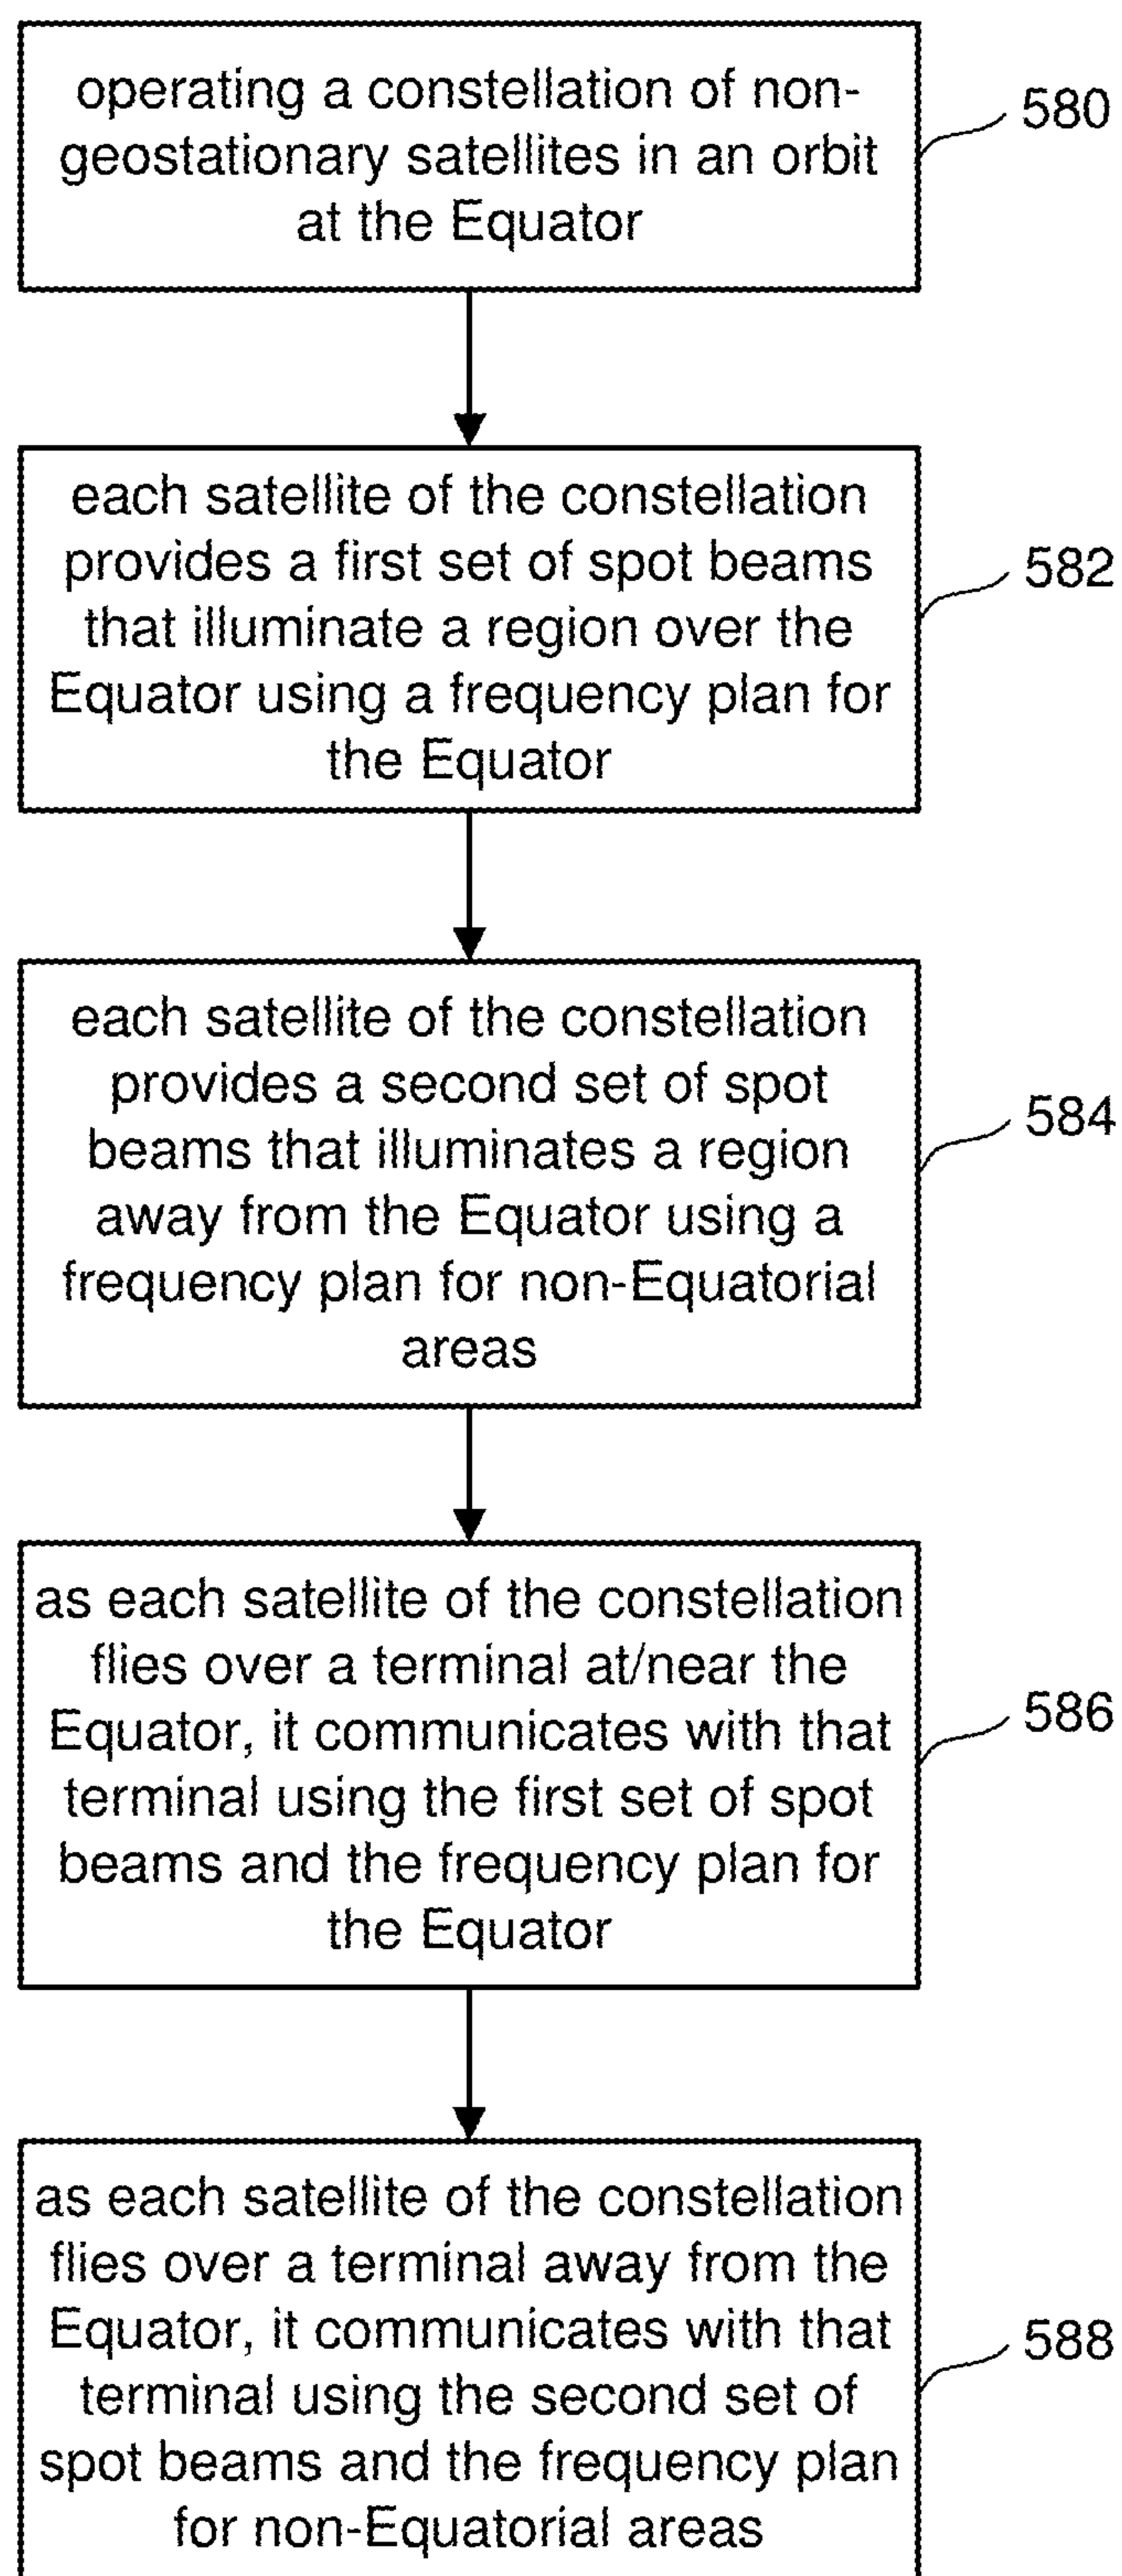 operating a constellation of non-
geostationary satellites in an orbit
at the Equator
580
each satellite of the constellation
provides a first set of spot beams
that illuminate a region over the
Equator using a frequency plan for
the Equator
582
each satellite of the constellation
provides a second set of spot
beams that illuminates a region
away from the Equator using a
frequency plan for non-Equatorial
areas
584
as each satellite of the constellation
flies over a terminal at/near the
Equator, it communicates with that
terminal using the first set of spot
beams and the frequency plan for
the Equator
586
as each satellite of the constellation
flies over a terminal away from the
Equator, it communicates with that
terminal using the second set of
spot beams and the frequency plan
for non-Equatorial areas
588